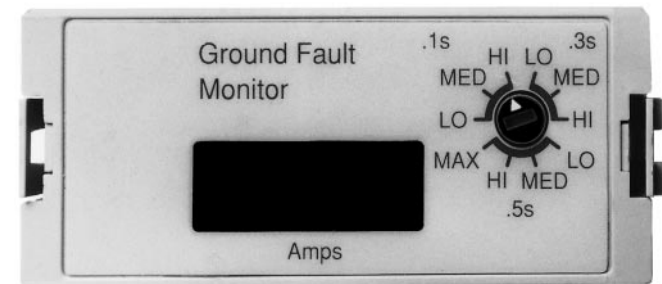 Ground Fault
Monitor
Amps
.1s
.3s
LO
MED
HI
LO
MED
HI
LO
MED
HI
MAX
.5s